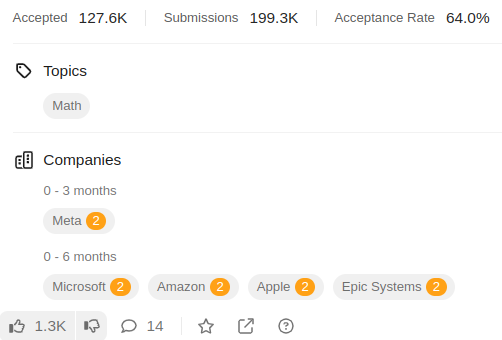 Accepted 127.6K Submissions 199.3K Acceptance Rate 64.0%
Topics
Math
Companies
0 - 3 months
Meta 2
0 - 6 months
Microsoft 2 Amazon 2 Apple 2 Epic Systems 2
1.3K 14